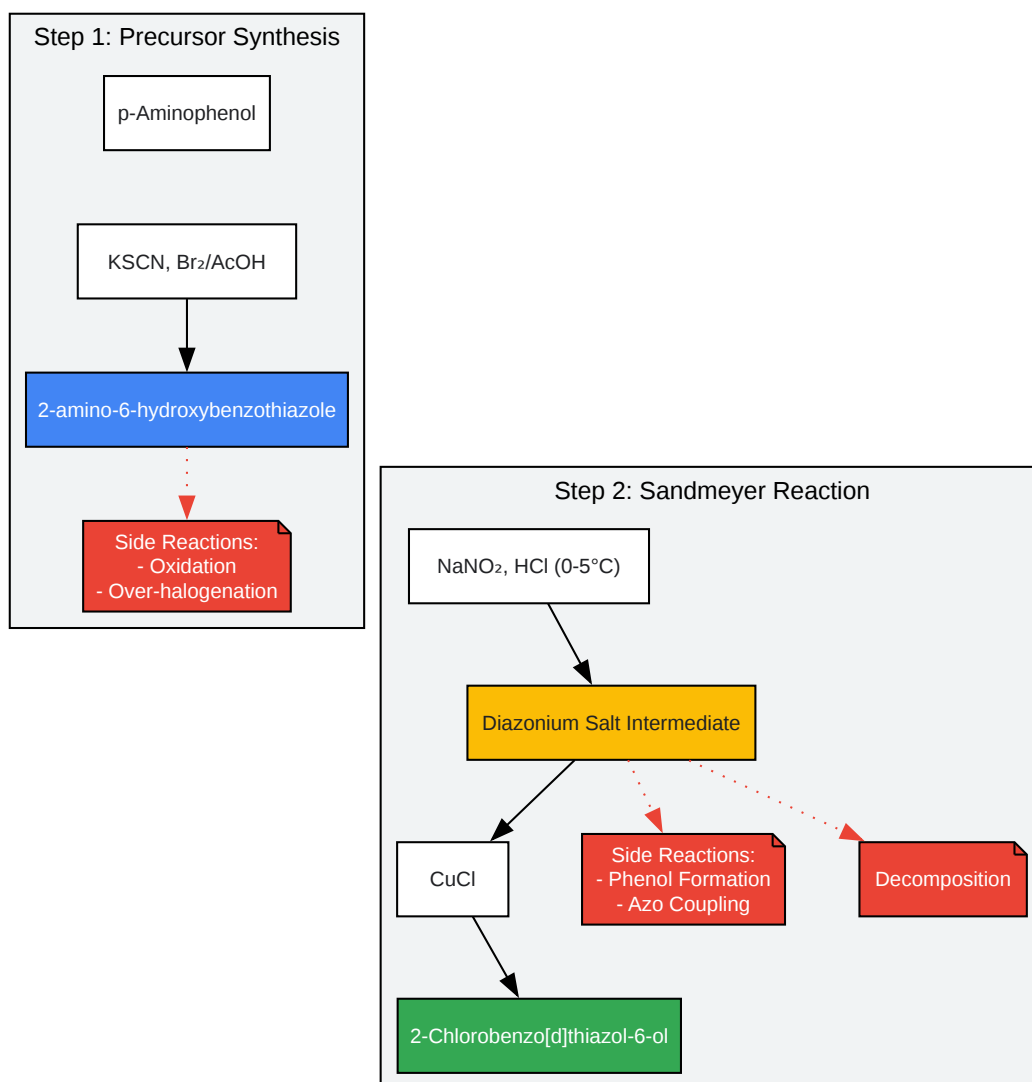 Step 1: Precursor Synthesis
p-Aminophenol
KSCN, Br₂/AcOH
2-amino-6-hydroxybenzothiazole
Side Reactions:
- Oxidation
- Over-halogenation
Step 2: Sandmeyer Reaction
NaNO₂, HCl (0-5°C)
Diazonium Salt Intermediate
CuCl
Side Reactions:
- Phenol Formation
- Azo Coupling
Decomposition
2-Chlorobenzo[d]thiazol-6-ol